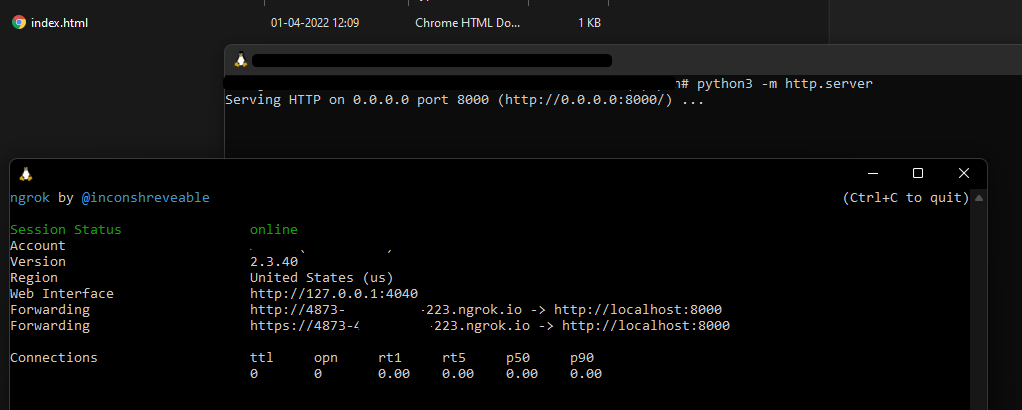 index.html 01-04-2022 12:09 Chrome HTML Do... 1 KB
# python3 -m http.server
Serving HTTP on 0.0.0.0 port 8000 (http://0.0.0.0:8000/) ...
ngrok by @inconshreveable (Ctrl+C to quit)
Session Status online
Account
Version 2.3.40
Region United States (us)
Web Interface http://127.0.0.1:4040
Forwarding http://4873- -223.ngrok.io -> http://localhost:8000
Forwarding https://4873- -223.ngrok.io -> http://localhost:8000
Connections ttl opn rt1 rt5 p50 p90
0 0 0.00 0.00 0.00 0.00